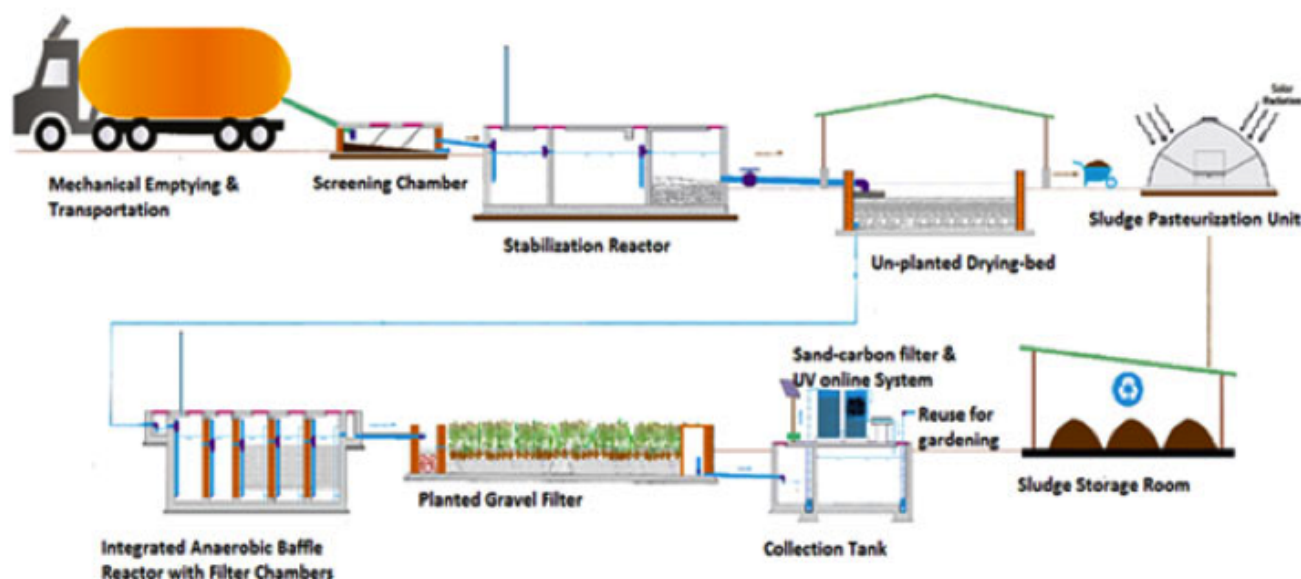 Solar
Radiation
Mechanical Emptying &
Transportation
Screening Chamber
Stabilization Reactor
Un-planted Drying-bed
Sludge Pasteurization Unit
Sand-carbon filter &
UV online System
Reuse for
gardening
Integrated Anaerobic Baffle
Reactor with Filter Chambers
Planted Gravel Filter
Collection Tank
Sludge Storage Room